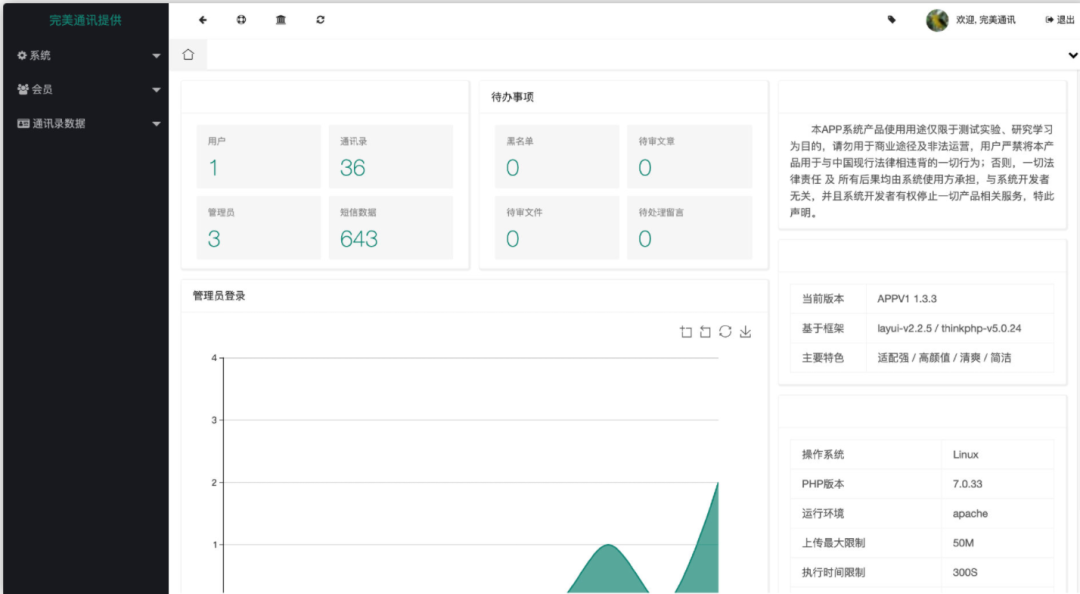 完美通讯提供
欢迎, 完美通讯
退出
系统
会员
通讯录数据
用户
1
通讯录
36
管理员
3
短信数据
643
待办事项
黑名单
0
待审文章
0
待审文件
0
待处理留言
0
本APP系统产品使用用途仅限于测试实验、研究学习
为目的，请勿用于商业途径及非法运营，用户严禁将本产
品用于与中国现行法律相违背的一切行为；否则，一切法
律责任 及 所有后果均由系统使用方承担，与系统开发者
无关，并且系统开发者有权停止一切产品相关服务，特此
声明。
管理员登录
4
3
2
1
当前版本 APPV1 1.3.3
基于框架 layui-v2.2.5 / thinkphp-v5.0.24
主要特色 适配强 / 高颜值 / 清爽 / 简洁
操作系统 Linux
PHP版本 7.0.33
运行环境 apache
上传最大限制 50M
执行时间限制 300S